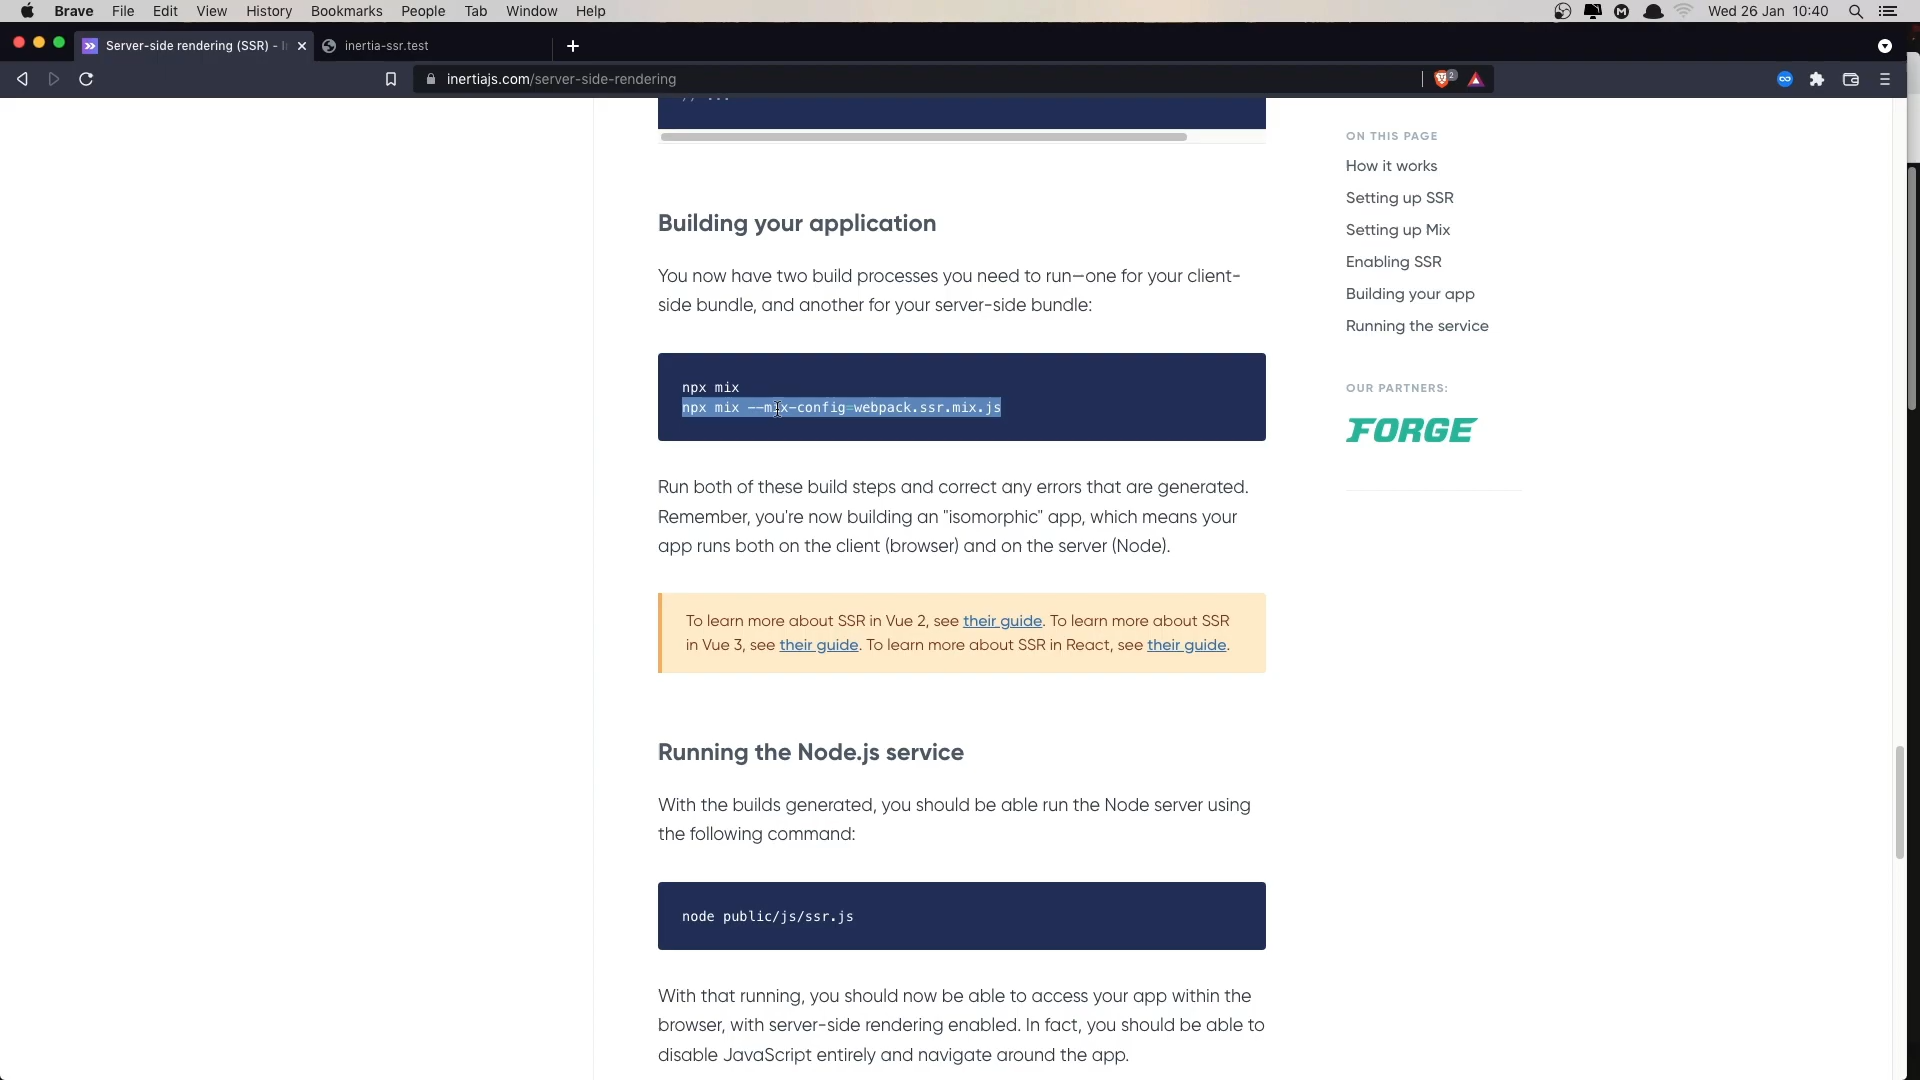 Brave File Edit View History Bookmarks People Tab Window Help
Wed 26 Jan 10:40
Server-side rendering (SSR) - I
inertia-ssr.test
inertiajs.com/server-side-rendering
2
// ...
Building your application
You now have two build processes you need to run—one for your client-
side bundle, and another for your server-side bundle:
npx mix
npx mix --mix-config=webpack.ssr.mix.js
Run both of these build steps and correct any errors that are generated.
Remember, you're now building an "isomorphic" app, which means your
app runs both on the client (browser) and on the server (Node).
To learn more about SSR in Vue 2, see their guide. To learn more about SSR
in Vue 3, see their guide. To learn more about SSR in React, see their guide.
Running the Node.js service
With the builds generated, you should be able run the Node server using
the following command:
node public/js/ssr.js
With that running, you should now be able to access your app within the
browser, with server-side rendering enabled. In fact, you should be able to
disable JavaScript entirely and navigate around the app.
ON THIS PAGE
How it works
Setting up SSR
Setting up Mix
Enabling SSR
Building your app
Running the service
OUR PARTNERS:
FORGE